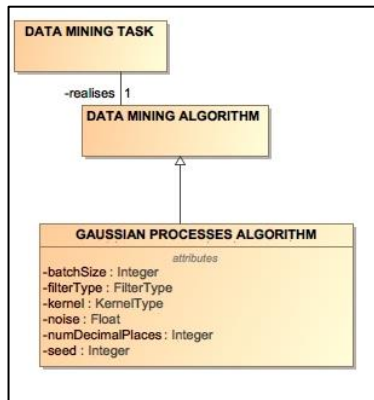 DATA MINING TASK
-realises 1
DATA MINING ALGORITHM
GAUSSIAN PROCESSES ALGORITHM
attributes
-batchSize : Integer
-filterType : FilterType
-kernel : KernelType
-noise : Float
-numDecimalPlaces : Integer
-seed : Integer